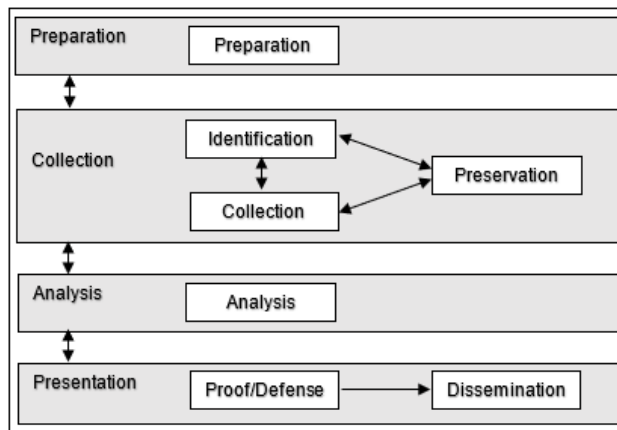 Preparation
Preparation
Identification
Collection
Preservation
Collection
Analysis
Analysis
Presentation
Proof/Defense
Dissemination